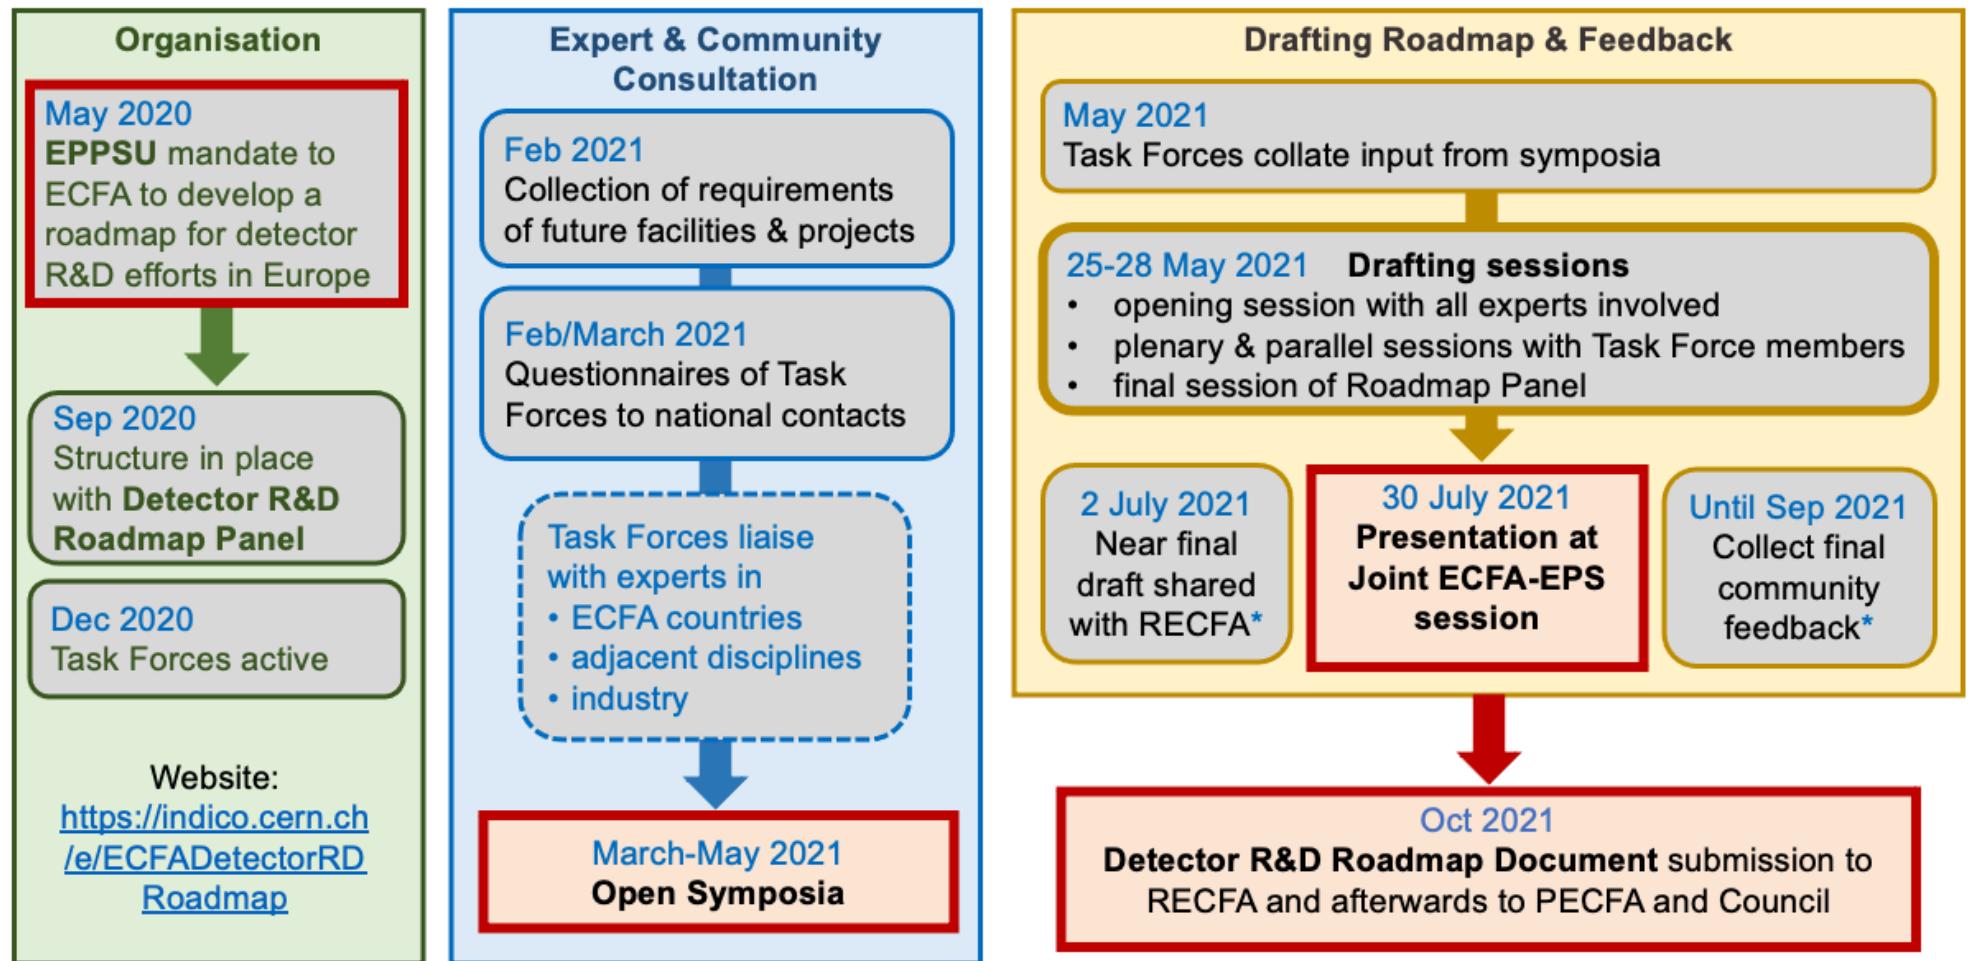 Organisation
May 2020
EPPSU mandate to
ECFA to develop a
roadmap for detector
R&D efforts in Europe
Sep 2020
Structure in place
with Detector R&D
Roadmap Panel
Dec 2020
Task Forces active
Website:
https://indico.cern.ch
/e/ECFADetectorRD
Roadmap
Expert & Community
Consultation
Feb 2021
Collection of requirements
of future facilities & projects
Feb/March 2021
Questionnaires of Task
Forces to national contacts
Task Forces liaise
with experts in
• ECFA countries
• adjacent disciplines
• industry
March-May 2021
Open Symposia
Drafting Roadmap & Feedback
May 2021
Task Forces collate input from symposia
25-28 May 2021 Drafting sessions
• opening session with all experts involved
• plenary & parallel sessions with Task Force members
• final session of Roadmap Panel
2 July 2021
Near final
draft shared
with RECFA*
30 July 2021
Presentation at
Joint ECFA-EPS
session
Until Sep 2021
Collect final
community
feedback*
Oct 2021
Detector R&D Roadmap Document submission to
RECFA and afterwards to PECFA and Council